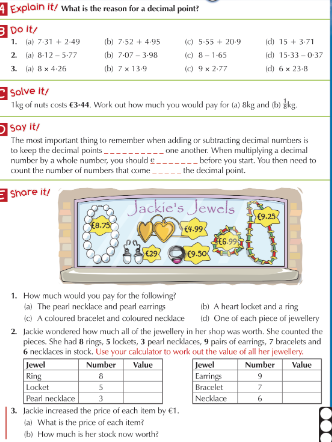 A Explain it/ What is the reason for a decimal point?
B Do it/
1. (a) 7·31 + 2·49 (b) 7·52 + 4·95 (c) 5·55 + 20·9 (d) 15 + 3·71
2. (a) 8·12 – 5·77 (b) 7·07 – 3·98 (c) 8 – 1·65 (d) 15·33 – 0·37
3. (a) 8 × 4·26 (b) 7 × 13·9 (c) 9 × 2·77 (d) 6 × 23·8
C Solve it/
1kg of nuts costs €3·44. Work out how much you would pay for (a) 8kg and (b) kg.
D Say it/
The most important thing to remember when adding or subtracting decimal numbers is
to keep the decimal points __________ one another. When multiplying a decimal
number by a whole number, you should e_______ before you start. You then need to
count the number of numbers that come _____ the decimal point.
E Share it/
Jackie's Jewels
€8.75
€4.99
€9.25
€6.99
€29
€9.50
1. How much would you pay for the following?
(a) The pearl necklace and pearl earrings (b) A heart locket and a ring
(c) A coloured bracelet and coloured necklace (d) One of each piece of jewellery
2. Jackie wondered how much all of the jewellery in her shop was worth. She counted the
pieces. She had 8 rings, 5 lockets, 3 pearl necklaces, 9 pairs of earrings, 7 bracelets and
6 necklaces in stock. Use your calculator to work out the value of all her jewellery.
Jewel Number Value Jewel Number Value
Ring 8 Earrings 9
Locket 5 Bracelet 7
Pearl necklace 3 Necklace 6
3. Jackie increased the price of each item by €1.
(a) What is the price of each item?
(b) How much is her stock now worth?